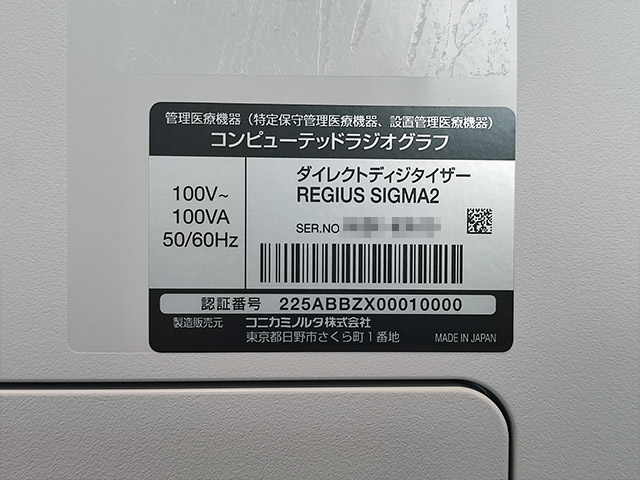 管理医療機器（特定保守管理医療機器、設置管理医療機器）
コンピューテッドラジオグラフ
100V~
100VA
50/60Hz
ダイレクトディジタイザー
REGIUS SIGMA2
SER.NO
認証番号 225ABBZX00010000
製造販売元 コニカミノルタ株式会社
東京都日野市さくら町1番地
MADE IN JAPAN